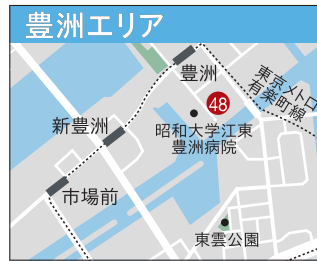 豊洲エリア
豊洲
48
東京メトロ
有楽町線
新豊洲
昭和大学江東
豊洲病院
市場前
東雲公園